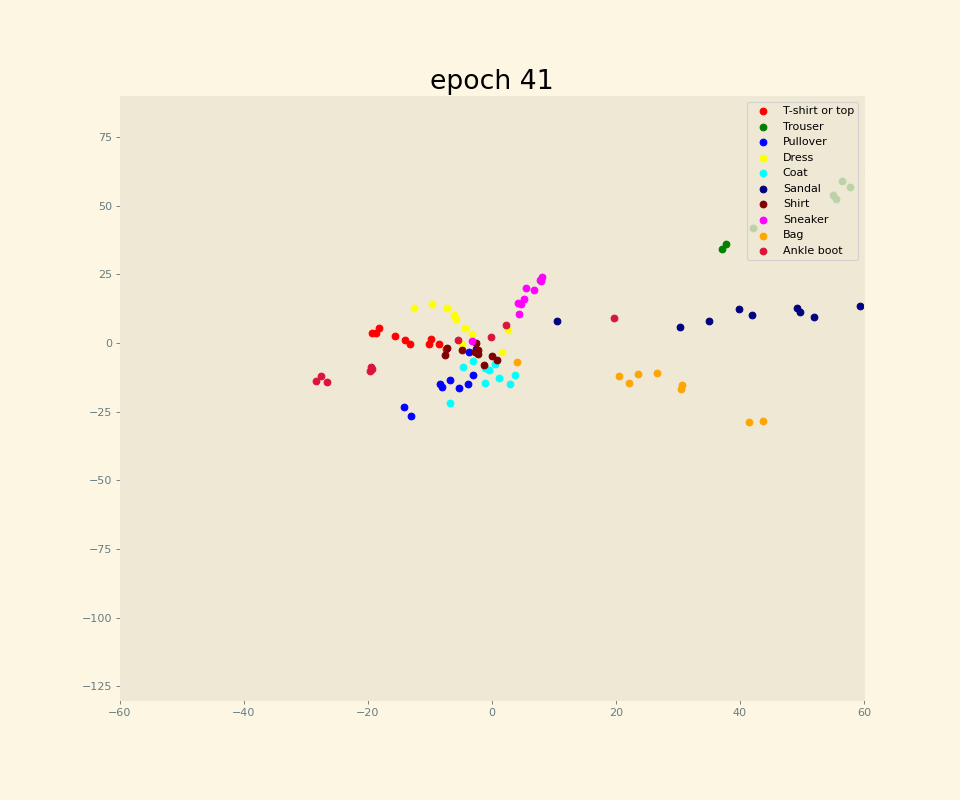 epoch 41
T-shirt or top
Trouser
Pullover
Dress
Coat
Sandal
Shirt
Sneaker
Bag
Ankle boot
75
50
25
0
−25
−50
−75
−100
−125
−60 −40 −20 0 20 40 60